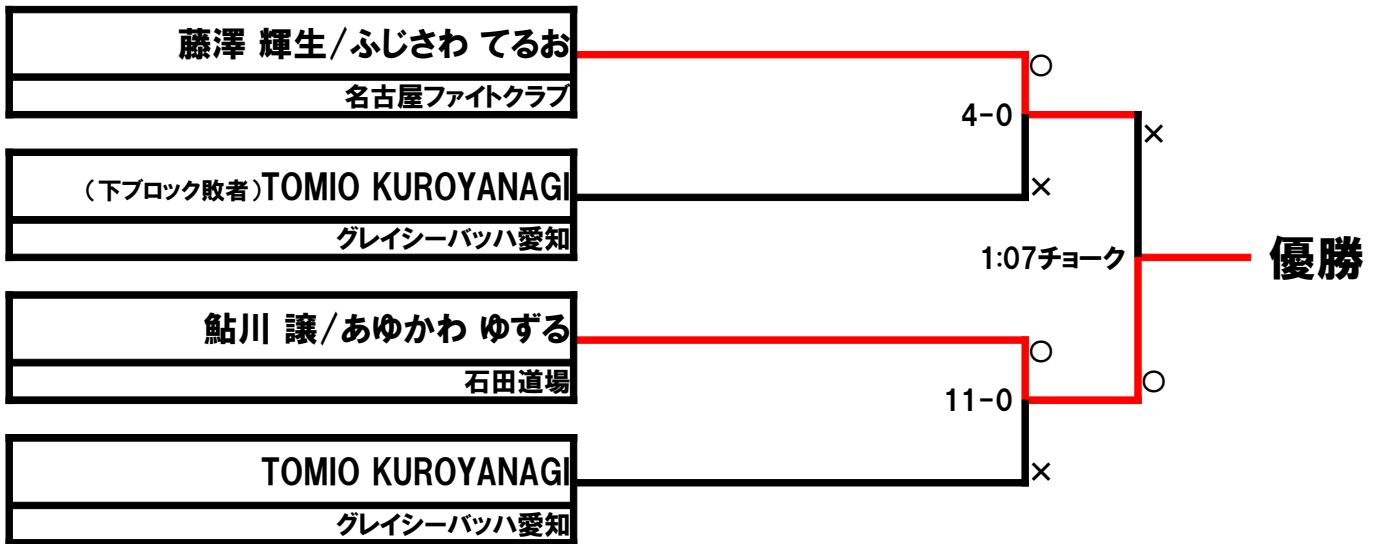 藤澤 輝生/ふじさわ てるお
名古屋ファイトクラブ
○
4-0
×
(下ブロック敗者)TOMIO KUROYANAGI
×
グレイシーバッハ愛知
1:07チョーク
優勝
鮎川 譲/あゆかわ ゆずる
○
石田道場
○
11-0
TOMIO KUROYANAGI
×
グレイシーバッハ愛知